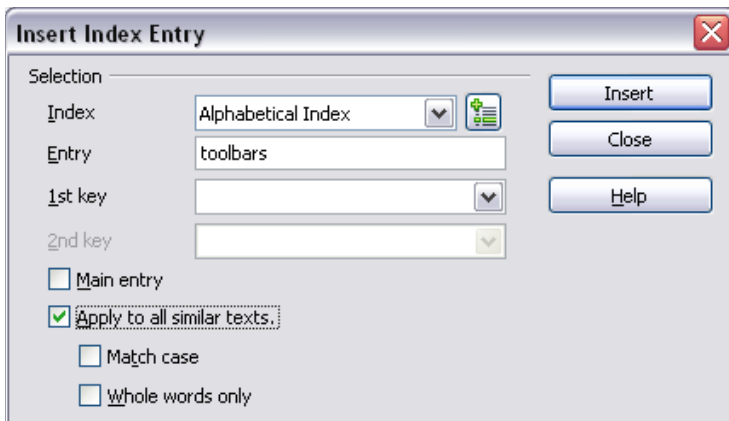 Insert Index Entry
Selection
Index Alphabetical Index Insert
Entry toolbars Close
1st key Help
2nd key
Main entry
Apply to all similar texts.
Match case
Whole words only